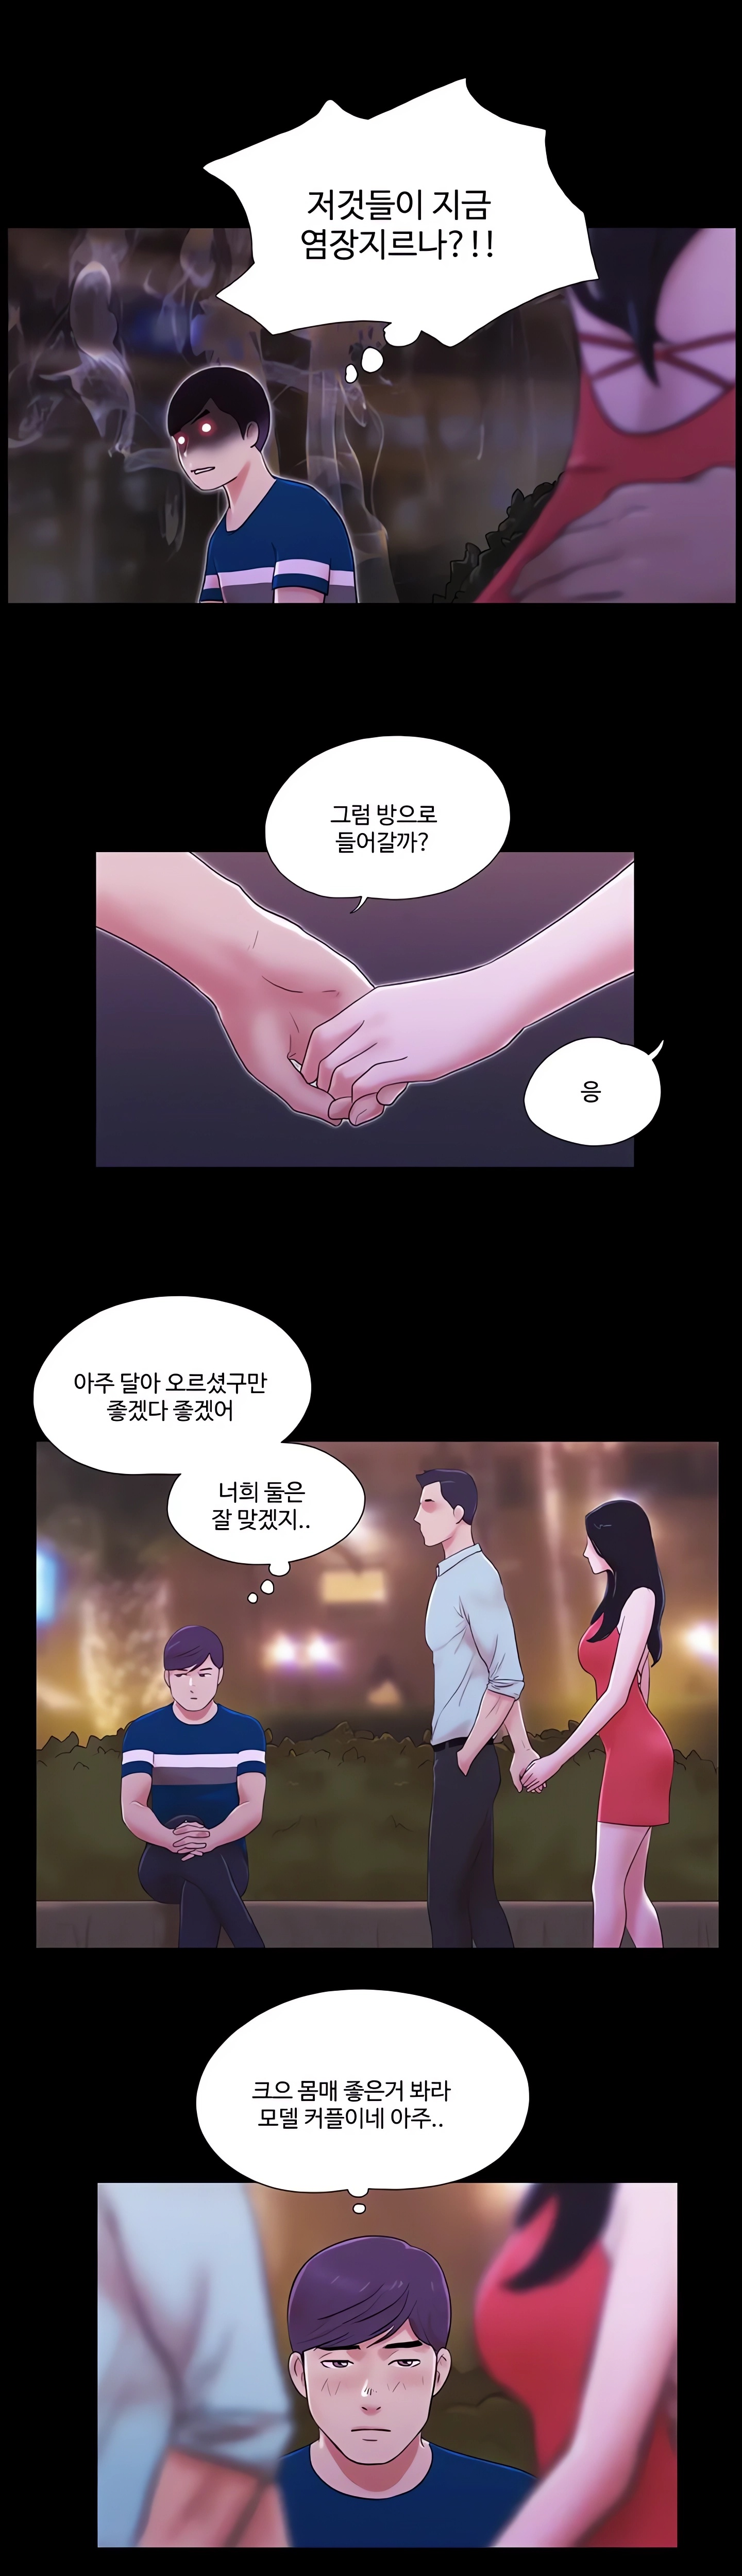 저것들이 지금
염장지르나?!!
그럼 방으로
들어갈까?
응
아주 달아 오르셨구만
좋겠다 좋겠어
너희 둘은
잘 맞겠지..
크으 몸매 좋은거 봐라
모델 커플이네 아주..